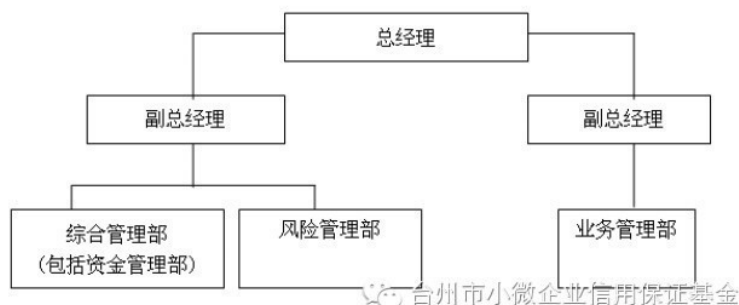 总经理
副总经理
副总经理
综合管理部
(包括资金管理部)
风险管理部
业务管理部
台州市小微企业信用保证基金